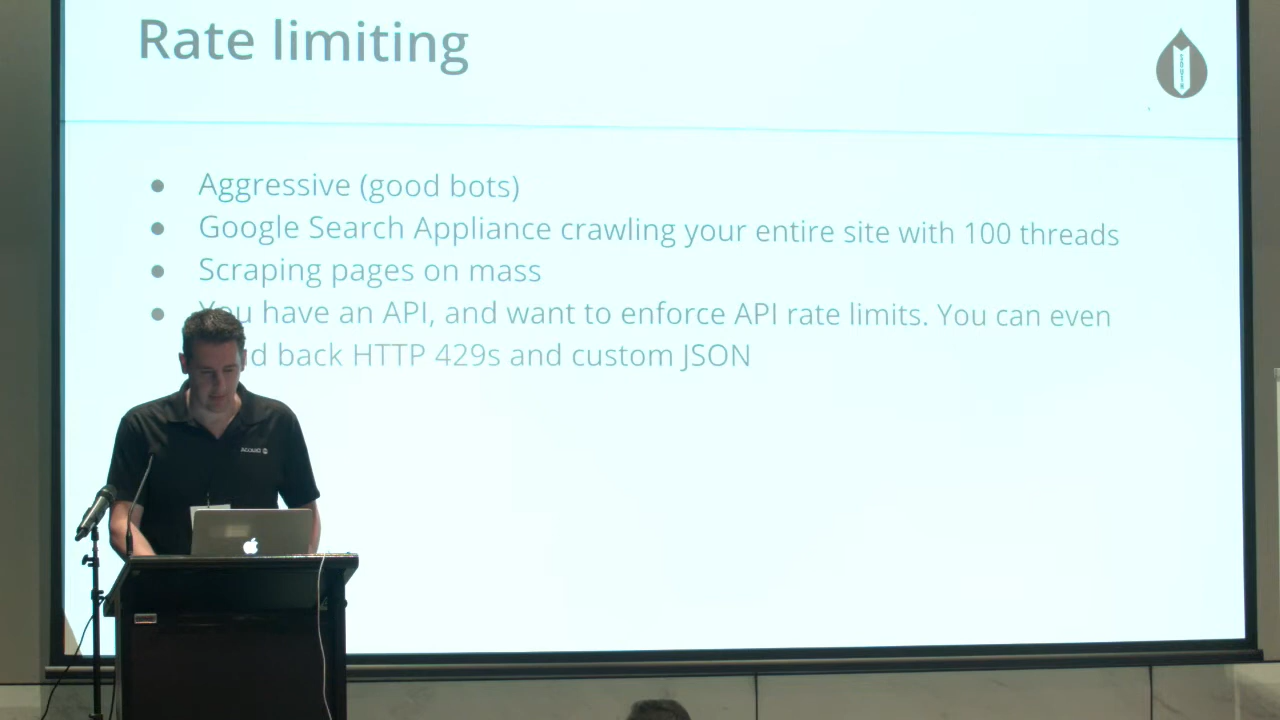 Rate limiting
SOUTH
● Aggressive (good bots)
● Google Search Appliance crawling your entire site with 100 threads
● Scraping pages on mass
● You have an API, and want to enforce API rate limits. You can even
back HTTP 429s and custom JSON
ACQUIA